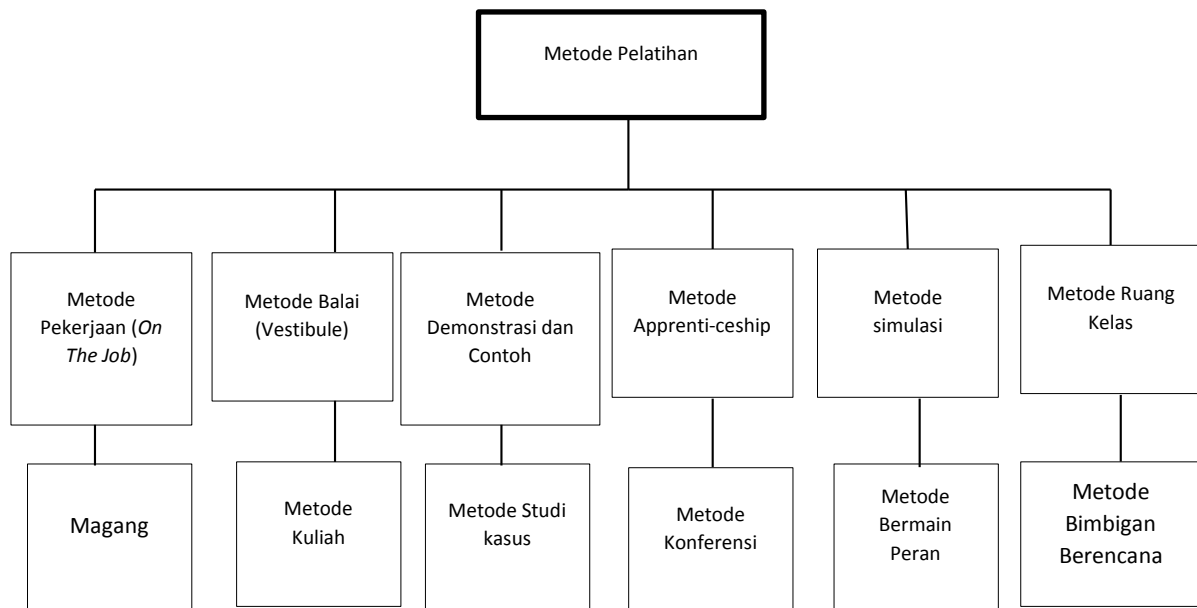 Metode Pelatihan
Metode
Pekerjaan (On
The Job)
Metode Balai
(Vestibule)
Metode
Demonstrasi dan
Contoh
Metode
Apprenti-ceship
Metode
simulasi
Metode Ruang
Kelas
Magang
Metode
Kuliah
Metode Studi
kasus
Metode
Konferensi
Metode
Bermain
Peran
Metode
Bimbigan
Berencana